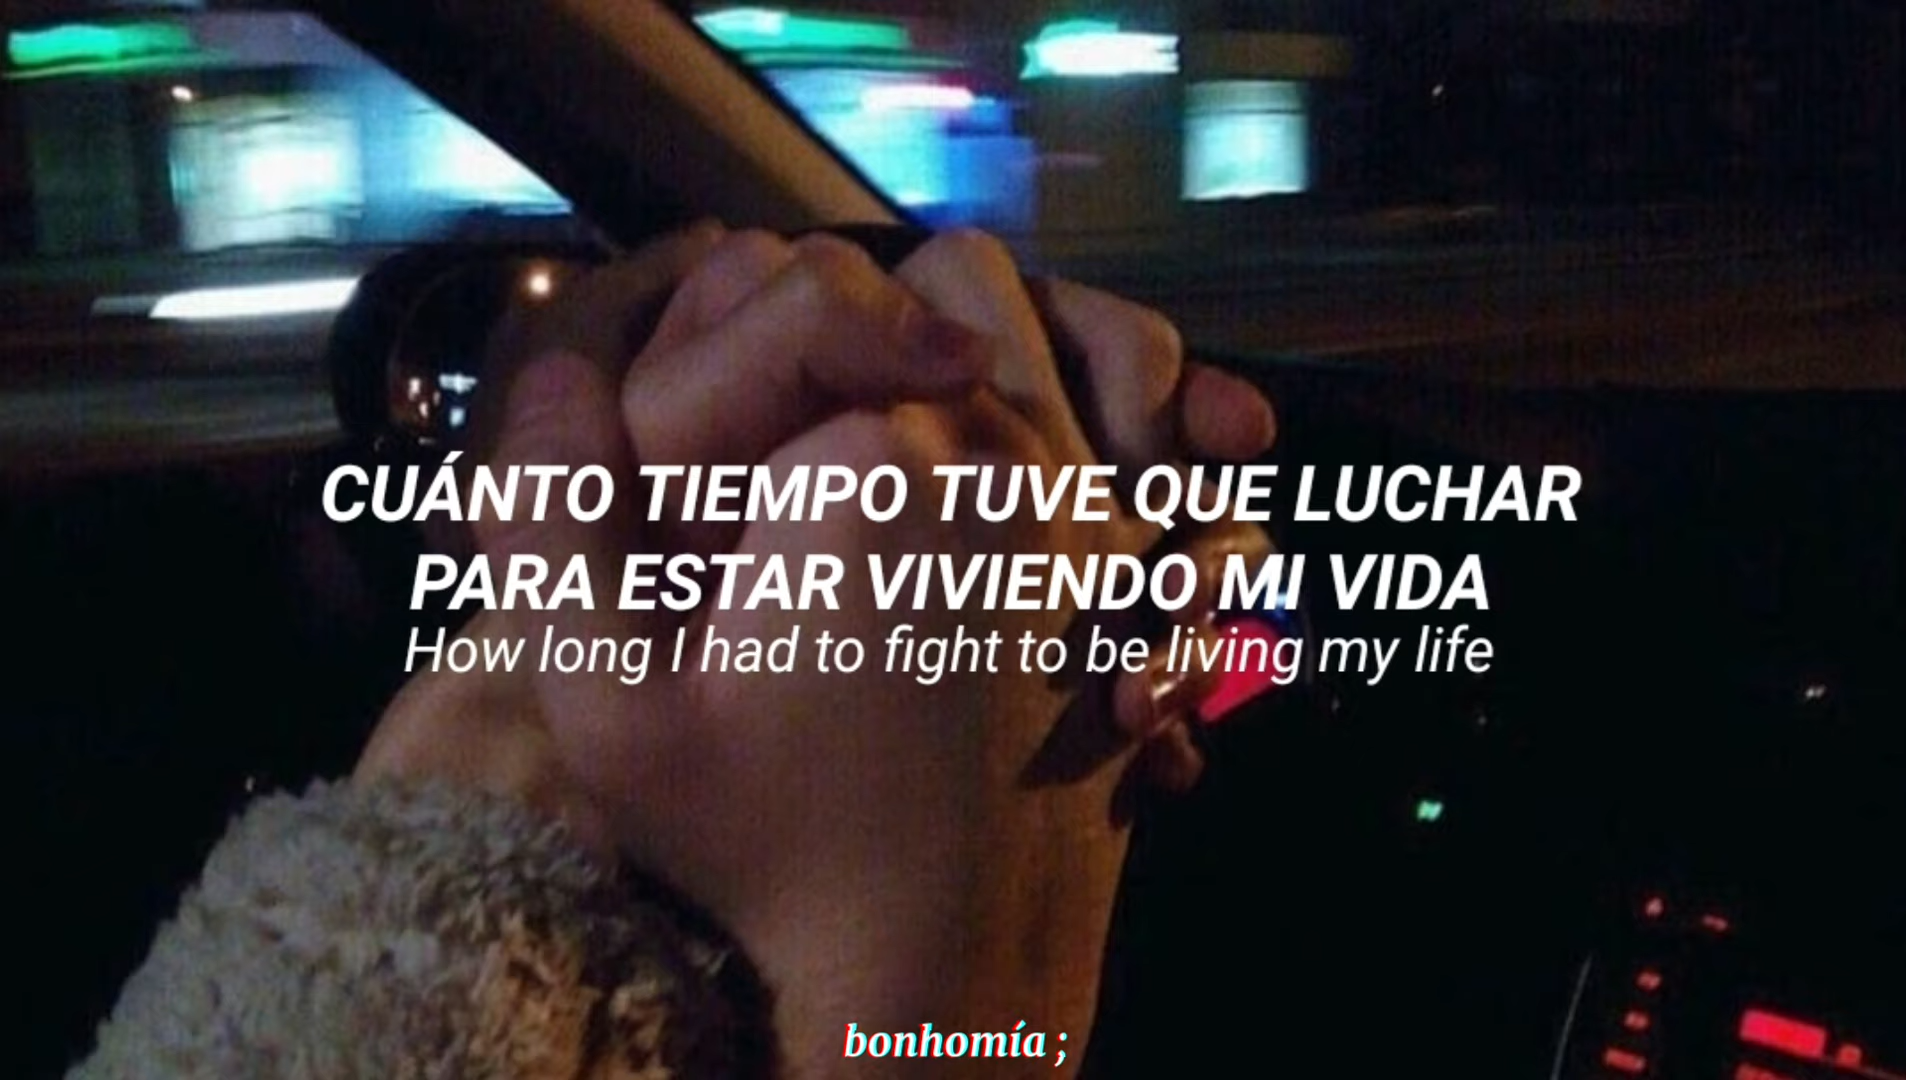 CUÁNTO TIEMPO TUVE QUE LUCHAR
PARA ESTAR VIVIENDO MI VIDA
How long I had to fight to be living my life
bonhomía ;